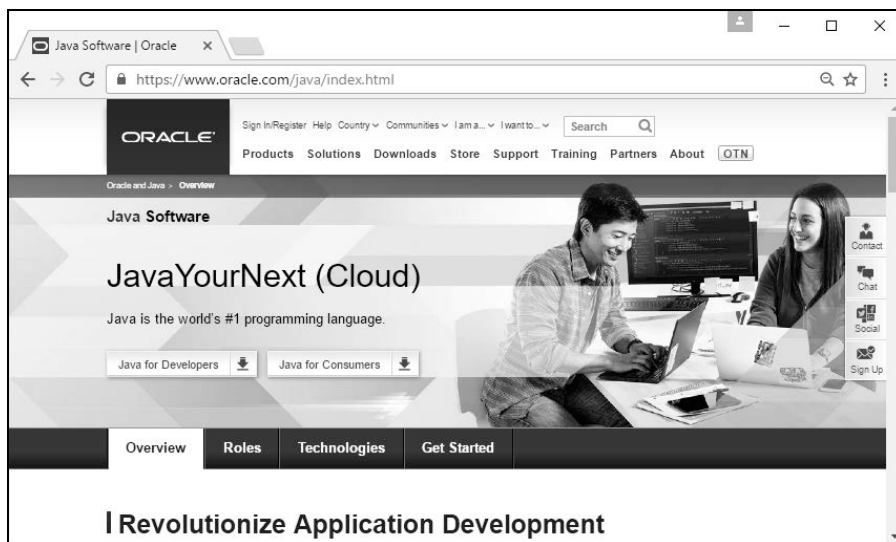 Java Software | Oracle
https://www.oracle.com/java/index.html
ORACLE
Sign In/Register Help Country Communities I am a... I want to... Search
Products Solutions Downloads Store Support Training Partners About OTN
Oracle and Java > Overview
Java Software
JavaYourNext (Cloud)
Java is the world's #1 programming language.
Java for Developers Java for Consumers
Contact
Chat
Social
Sign Up
Overview Roles Technologies Get Started
Revolutionize Application Development